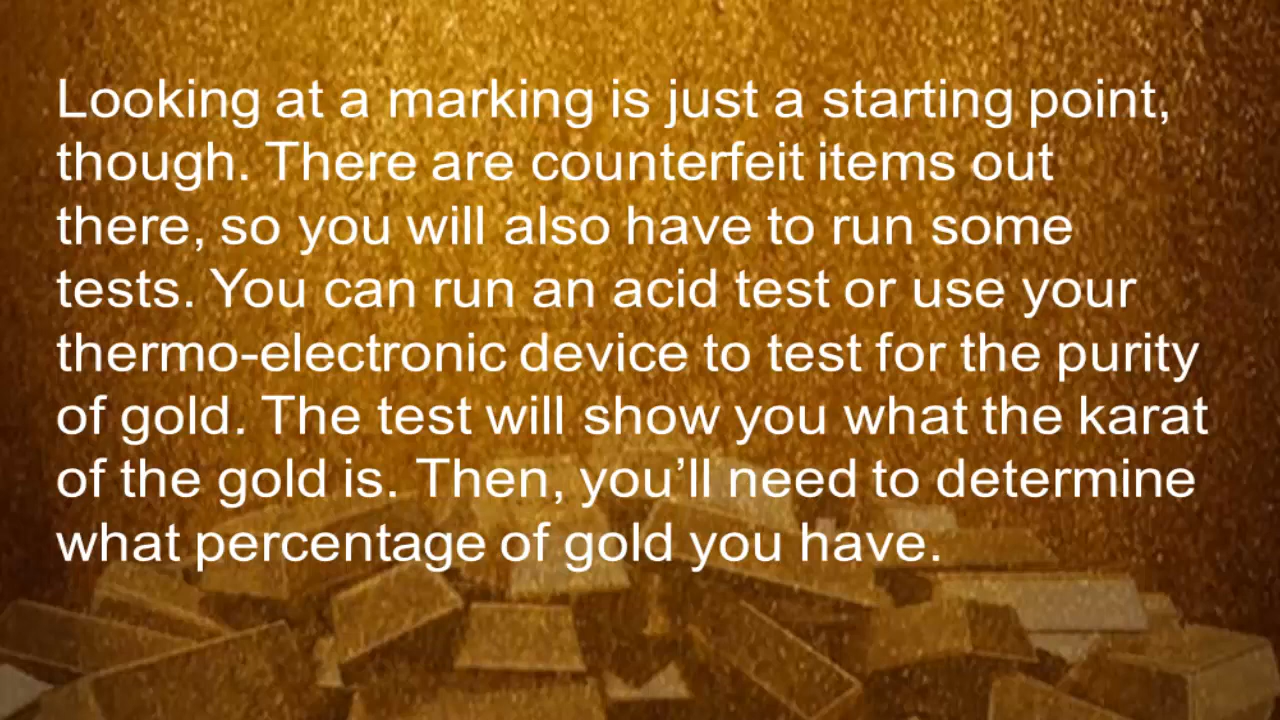 Looking at a marking is just a starting point,
though. There are counterfeit items out
there, so you will also have to run some
tests. You can run an acid test or use your
thermo-electronic device to test for the purity
of gold. The test will show you what the karat
of the gold is. Then, you’ll need to determine
what percentage of gold you have.